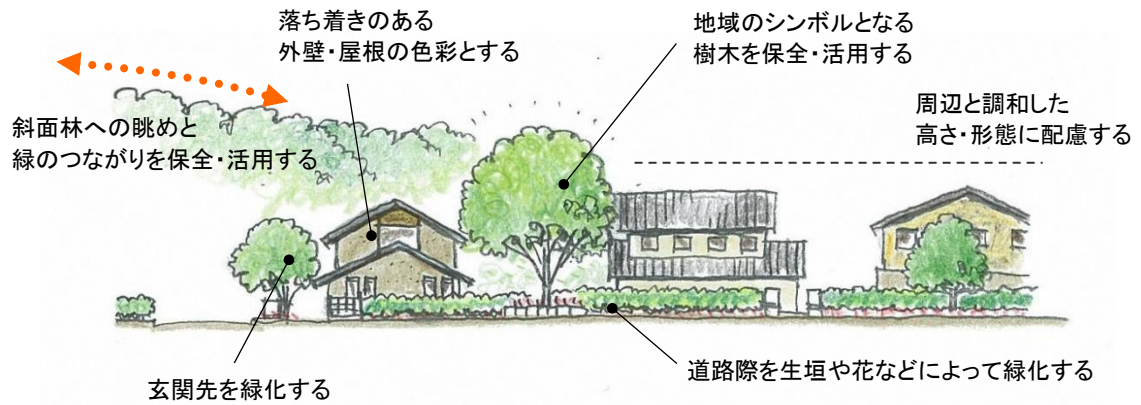 落ち着きのある
外壁・屋根の色彩とする
地域のシンボルとなる
樹木を保全・活用する
周辺と調和した
高さ・形態に配慮する
斜面林への眺めと
緑のつながりを保全・活用する
玄関先を緑化する
道路際を生垣や花などによって緑化する